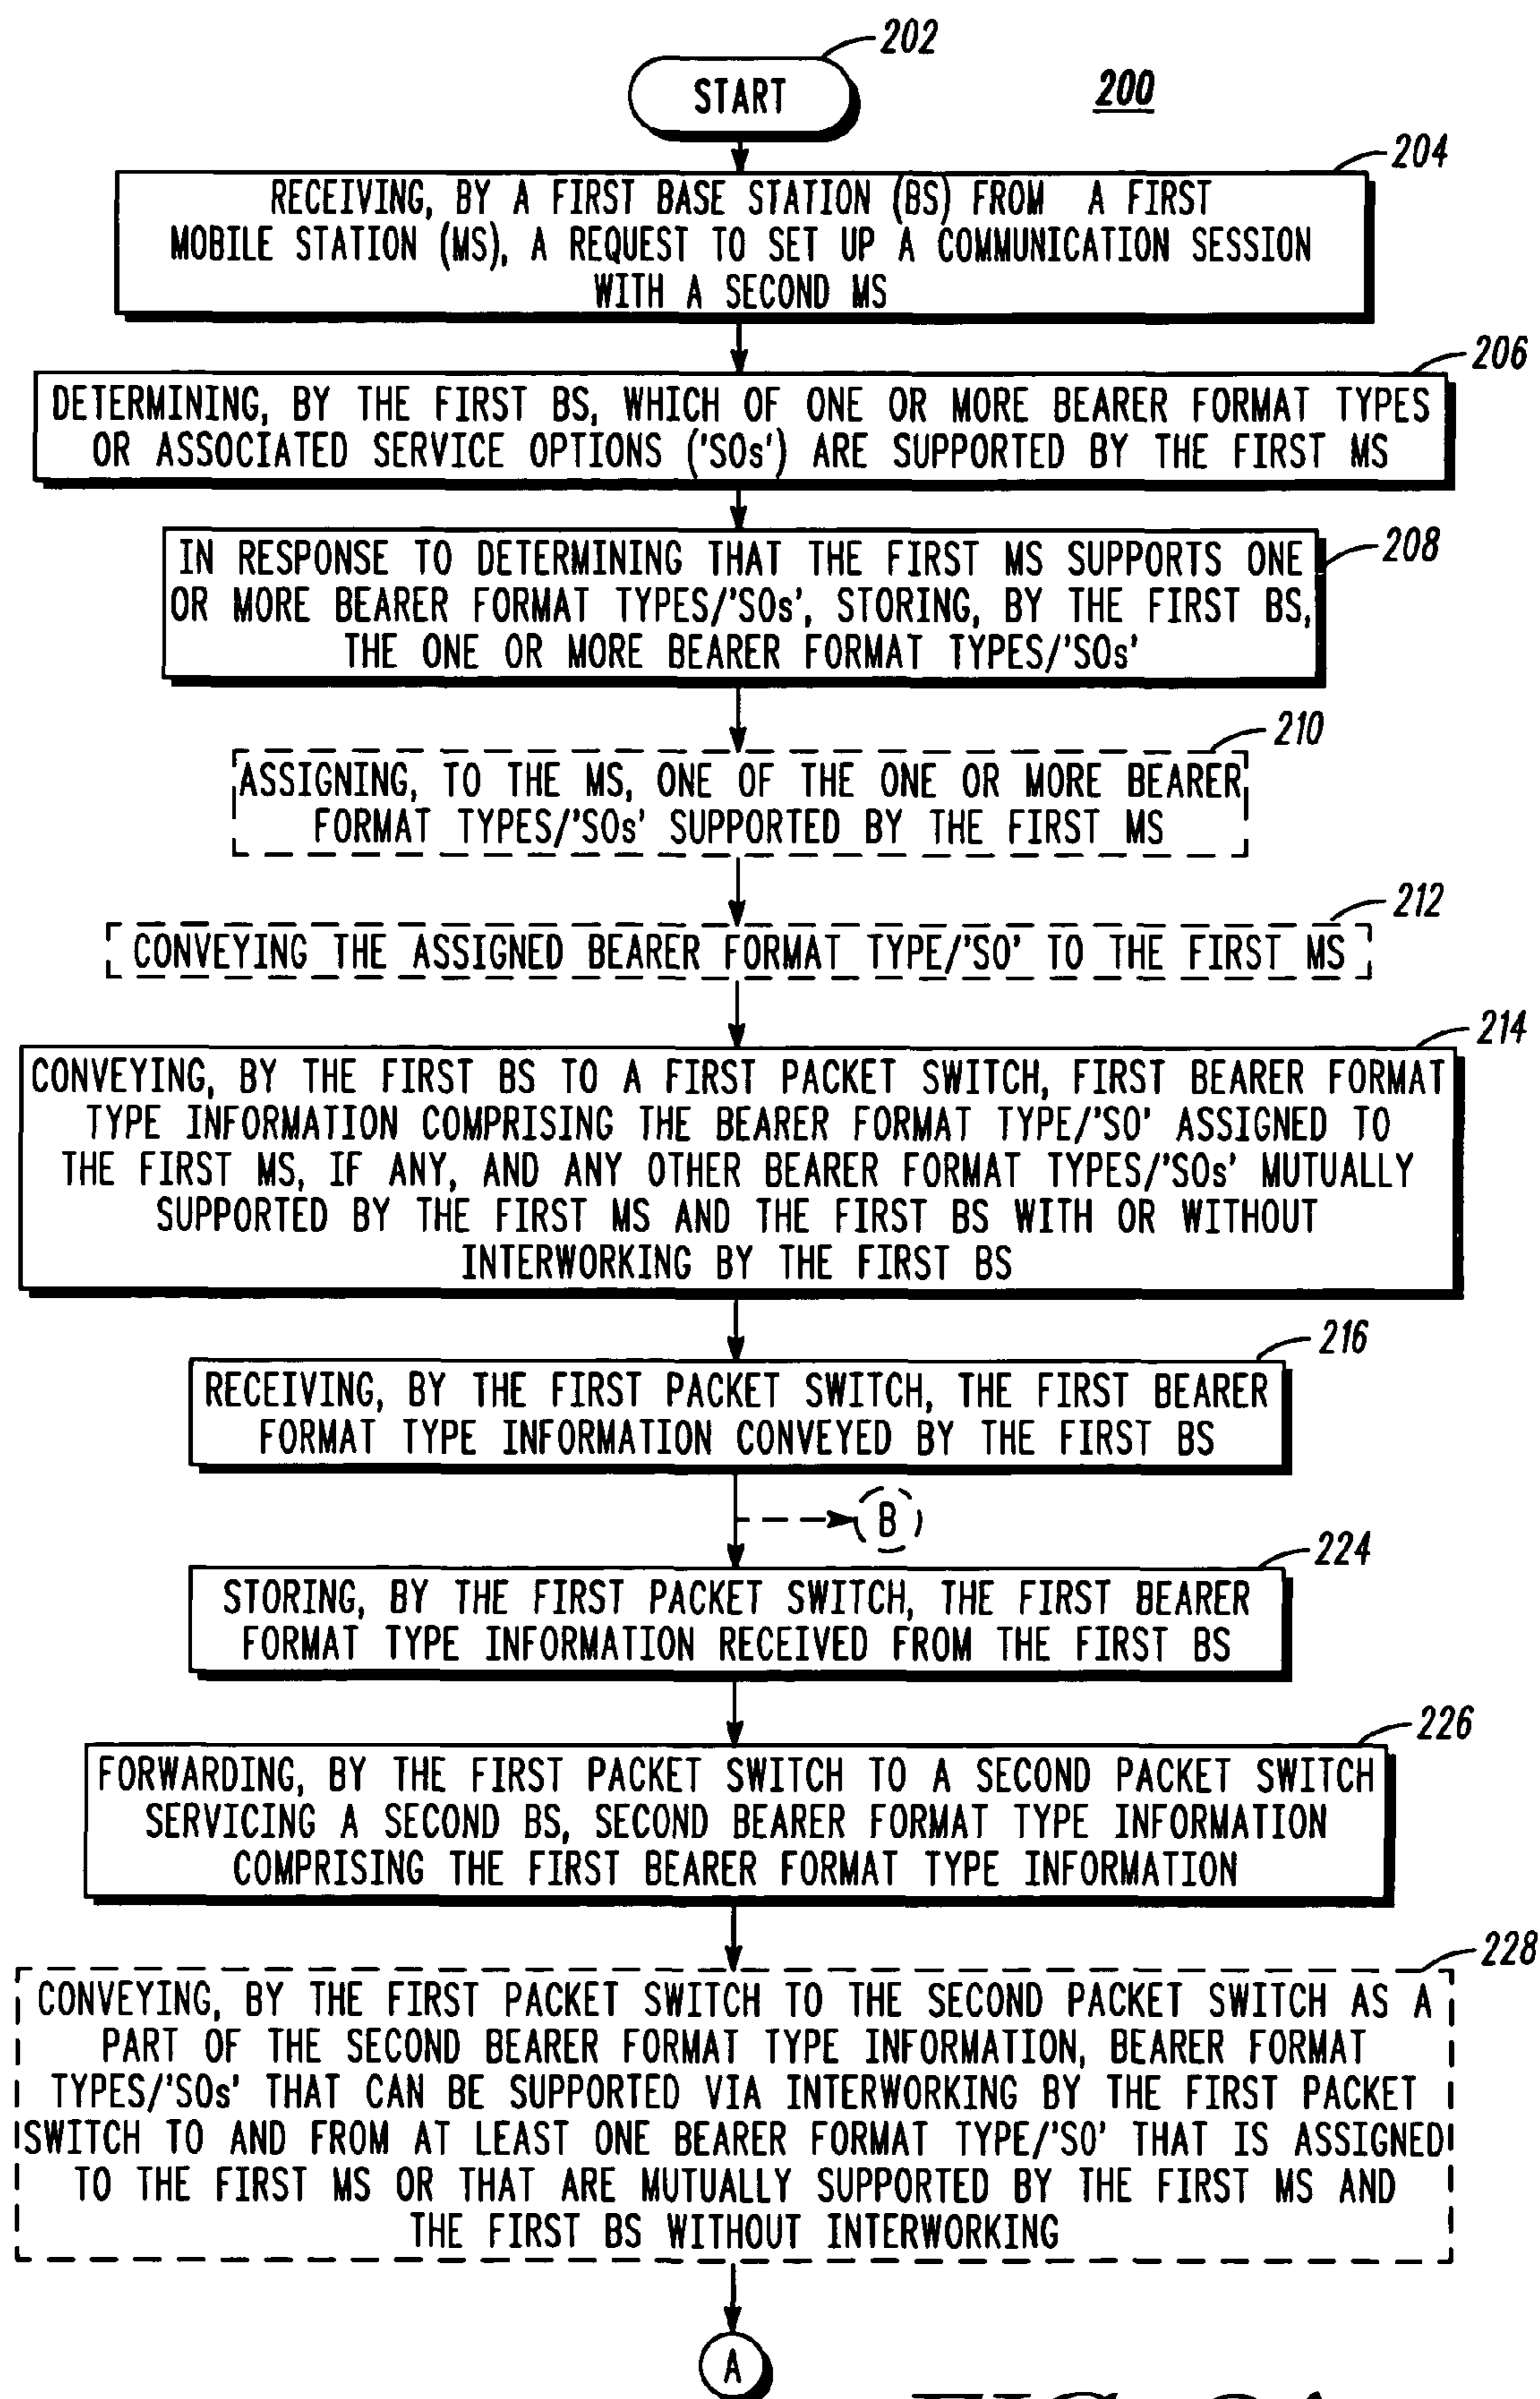 202
START
200
204
RECEIVING, BY A FIRST BASE STATION (BS) FROM A FIRST
MOBILE STATION (MS), A REQUEST TO SET UP A COMMUNICATION SESSION
WITH A SECOND MS
206
DETERMINING, BY THE FIRST BS, WHICH OF ONE OR MORE BEARER FORMAT TYPES
OR ASSOCIATED SERVICE OPTIONS ('SOs') ARE SUPPORTED BY THE FIRST MS
208
IN RESPONSE TO DETERMINING THAT THE FIRST MS SUPPORTS ONE
OR MORE BEARER FORMAT TYPES/'SOs', STORING, BY THE FIRST BS,
THE ONE OR MORE BEARER FORMAT TYPES/'SOs'
210
ASSIGNING, TO THE MS, ONE OF THE ONE OR MORE BEARER
FORMAT TYPES/'SOs' SUPPORTED BY THE FIRST MS
212
CONVEYING THE ASSIGNED BEARER FORMAT TYPE/'SO' TO THE FIRST MS
214
CONVEYING, BY THE FIRST BS TO A FIRST PACKET SWITCH, FIRST BEARER FORMAT
TYPE INFORMATION COMPRISING THE BEARER FORMAT TYPE/'SO' ASSIGNED TO
THE FIRST MS, IF ANY, AND ANY OTHER BEARER FORMAT TYPES/'SOs' MUTUALLY
SUPPORTED BY THE FIRST MS AND THE FIRST BS WITH OR WITHOUT
INTERWORKING BY THE FIRST BS
216
RECEIVING, BY THE FIRST PACKET SWITCH, THE FIRST BEARER
FORMAT TYPE INFORMATION CONVEYED BY THE FIRST BS
B
224
STORING, BY THE FIRST PACKET SWITCH, THE FIRST BEARER
FORMAT TYPE INFORMATION RECEIVED FROM THE FIRST BS
226
FORWARDING, BY THE FIRST PACKET SWITCH TO A SECOND PACKET SWITCH
SERVICING A SECOND BS, SECOND BEARER FORMAT TYPE INFORMATION
COMPRISING THE FIRST BEARER FORMAT TYPE INFORMATION
228
CONVEYING, BY THE FIRST PACKET SWITCH TO THE SECOND PACKET SWITCH AS A
PART OF THE SECOND BEARER FORMAT TYPE INFORMATION, BEARER FORMAT
TYPES/'SOs' THAT CAN BE SUPPORTED VIA INTERWORKING BY THE FIRST PACKET
SWITCH TO AND FROM AT LEAST ONE BEARER FORMAT TYPE/'SO' THAT IS ASSIGNED
TO THE FIRST MS OR THAT ARE MUTUALLY SUPPORTED BY THE FIRST MS AND
THE FIRST BS WITHOUT INTERWORKING
A